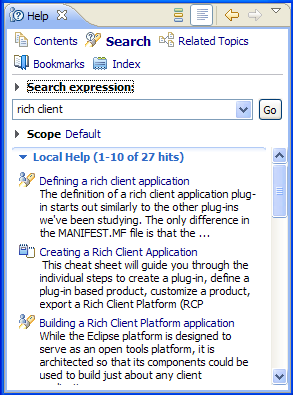 Help
Contents Search Related Topics
Bookmarks Index
Search expression:
rich client Go
Scope Default
Local Help (1-10 of 27 hits)
Defining a rich client application
The definition of a rich client application plug-
in starts out similarly to the other plug-ins
we've been studying. The only difference in
the MANIFEST.MF file is that the ...
Creating a Rich Client Application
This cheat sheet will guide you through the
individual steps to create a plug-in, define a
plug-in based product, customize a product,
export a Rich Client Platform (RCP
Building a Rich Client Platform application
While the Eclipse platform is designed to
serve as an open tools platform, it is
architected so that its components could be
used to build just about any client